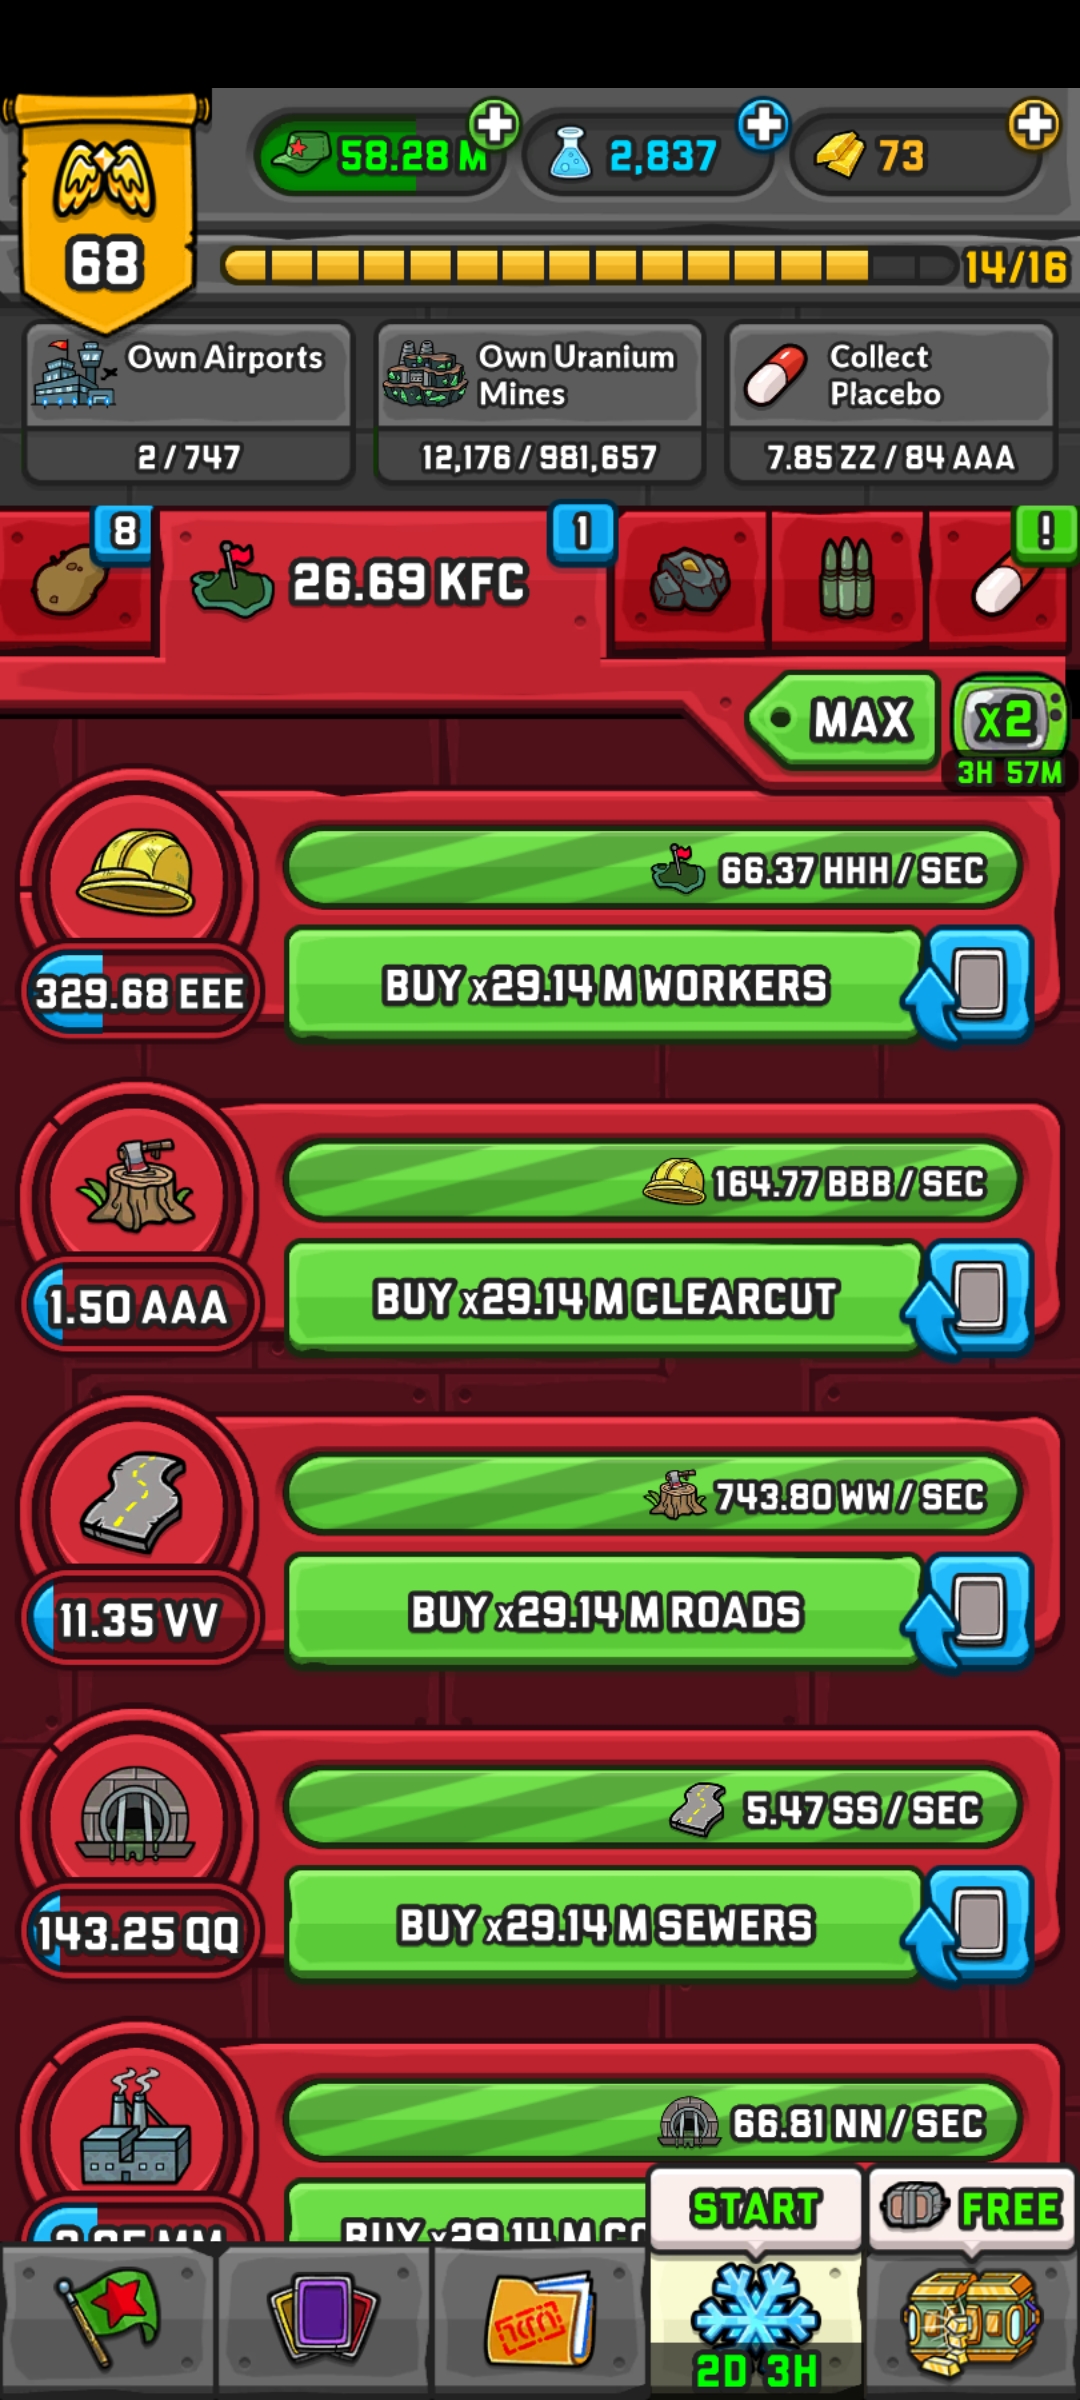 58.28 M
2,837
73
68
14/16
Own Airports
2 / 747
Own Uranium
Mines
12,176 / 981,657
Collect
Placebo
7.85 ZZ / 84 AAA
8
26.69 KFC
1
!
MAX
x2
3H 57M
66.37 HHH / SEC
329.68 EEE
BUY x29.14 M WORKERS
164.77 BBB / SEC
1.50 AAA
BUY x29.14 M CLEARCUT
743.80 WW / SEC
11.35 VV
BUY x29.14 M ROADS
5.47 SS / SEC
143.25 QQ
BUY x29.14 M SEWERS
66.81 NN / SEC
BUY x29.14 M
START
FREE
2D 3H